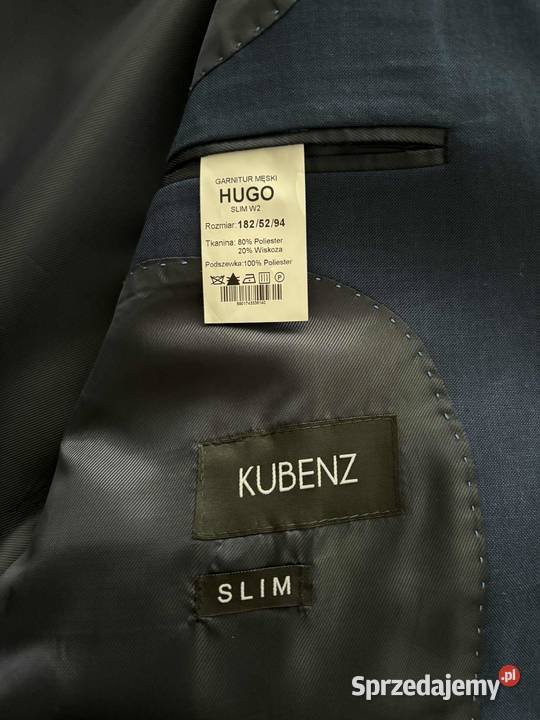 GARNITUR MĘSKI
HUGO
SLIM W2
Rozmiar: 182/52/94
Tkanina: 80% Poliester
20% Wiskoza
Podszewka: 100% Poliester
P
KUBENZ
SLIM
Sprzedajemy.pl